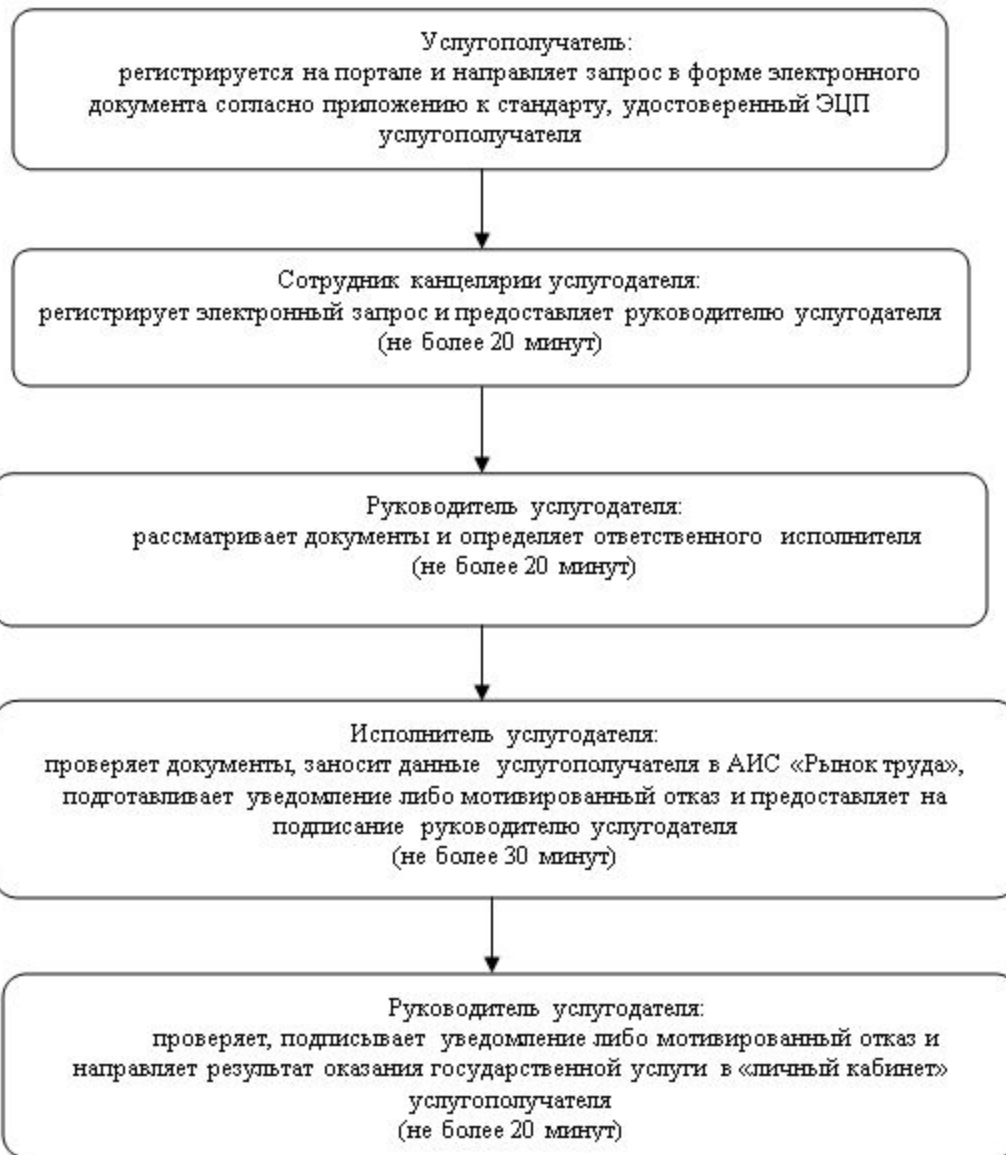 Услугополучатель:
регистрируется на портале и направляет запрос в форме электронного
документа согласно приложению к стандарту, удостоверенный ЭЦП
услугополучателя
Сотрудник канцелярии услугодателя:
регистрирует электронный запрос и предоставляет руководителю услугодателя
(не более 20 минут)
Руководитель услугодателя:
рассматривает документы и определяет ответственного исполнителя
(не более 20 минут)
Исполнитель услугодателя:
проверяет документы, заносит данные услугополучателя в АИС «Рынок труда»,
подготавливает уведомление либо мотивированный отказ и предоставляет на
подписание руководителю услугодателя
(не более 30 минут)
Руководитель услугодателя:
проверяет, подписывает уведомление либо мотивированный отказ и
направляет результат оказания государственной услуги в «личный кабинет»
услугополучателя
(не более 20 минут)